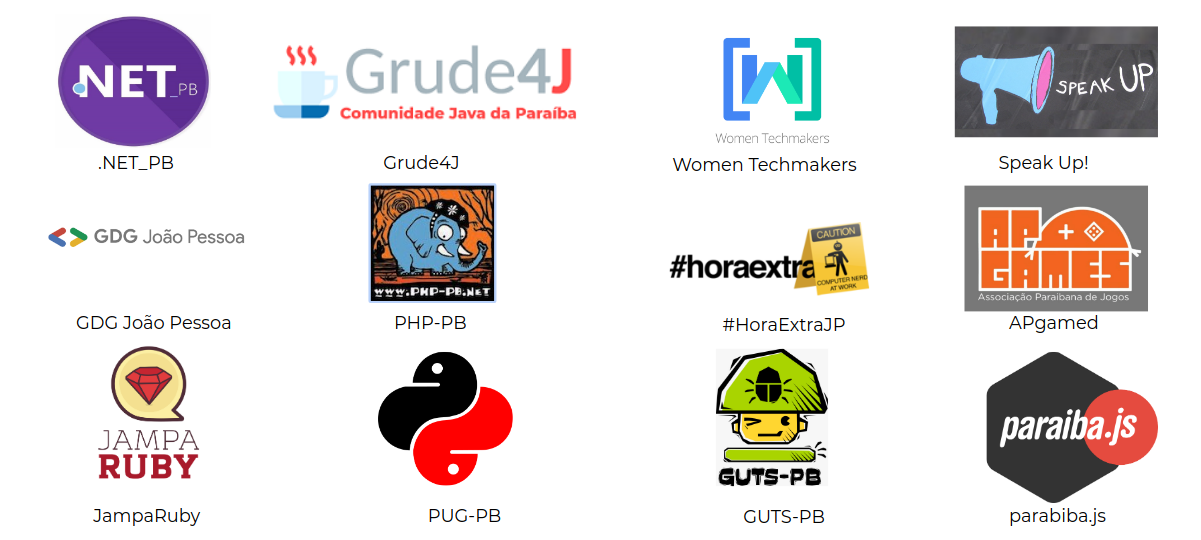 .NET_PB
Grude4J
Comunidade Java da Paraíba
Women Techmakers
SPEAK UP
.NET_PB
Grude4J
Women Techmakers
Speak Up!
GDG João Pessoa
WWW.PHP-PB.NET
#horaextra
CAUTION
COMPUTER NERD
AT WORK
AP
GAMES
Associação Paraibana de Jogos
GDG João Pessoa
PHP-PB
#HoraExtraJP
APgamed
JAMPA
RUBY
GUTS-PB
paraiba.js
JampaRuby
PUG-PB
GUTS-PB
parabiba.js